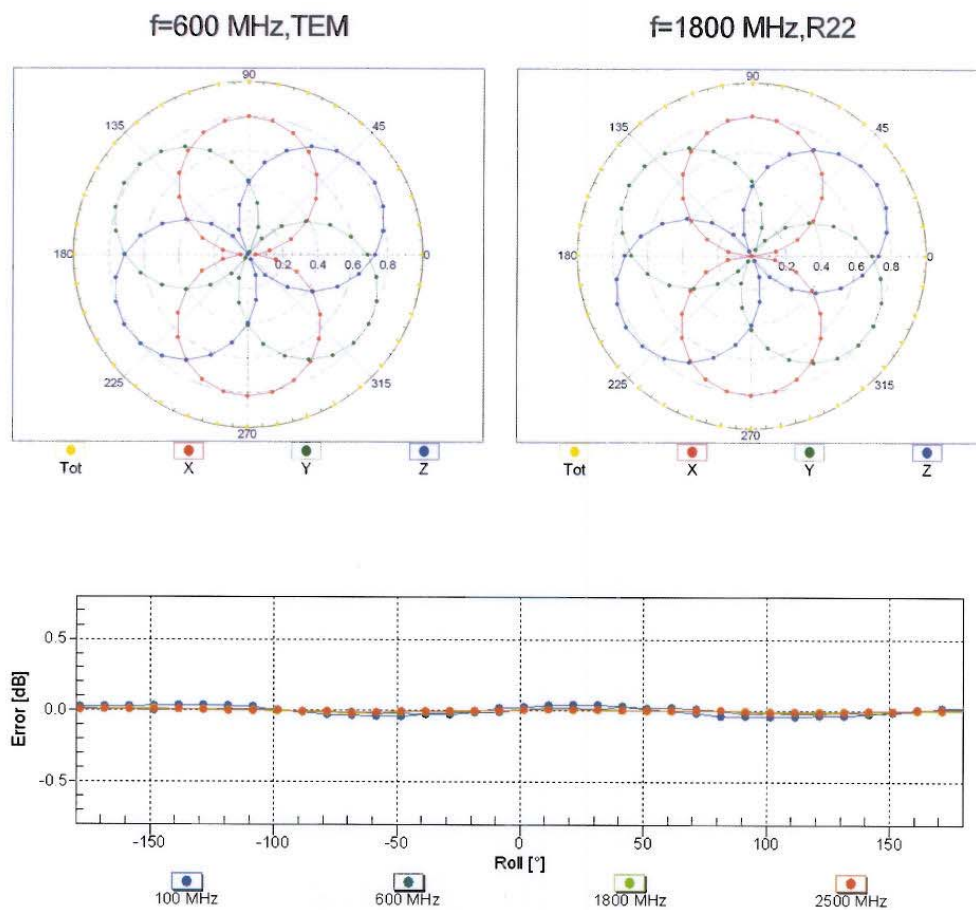 f=600 MHz,TEM
f=1800 MHz,R22
90
135
45
180
0.2 0.4 0.6 0.8
0
225
315
270
Tot X Y Z
90
135
45
180
0.2 0.4 0.6 0.8
0
225
315
270
Tot X Y Z
Error [dB]
0.5
0.0
-0.5
-150 -100 -50 0 50 100 150
Roll [°]
100 MHz 600 MHz 1800 MHz 2500 MHz